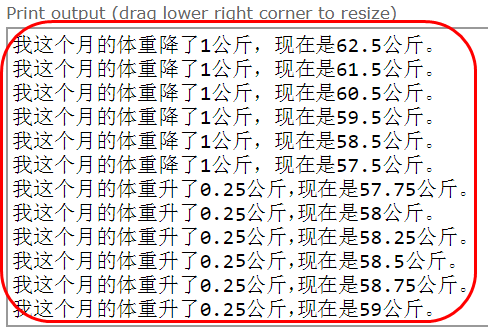 Print output (drag lower right corner to resize)
我这个月的体重降了1公斤，现在是62.5公斤。
我这个月的体重降了1公斤，现在是61.5公斤。
我这个月的体重降了1公斤，现在是60.5公斤。
我这个月的体重降了1公斤，现在是59.5公斤。
我这个月的体重降了1公斤，现在是58.5公斤。
我这个月的体重降了1公斤，现在是57.5公斤。
我这个月的体重升了0.25公斤，现在是57.75公斤。
我这个月的体重升了0.25公斤，现在是58公斤。
我这个月的体重升了0.25公斤，现在是58.25公斤。
我这个月的体重升了0.25公斤，现在是58.5公斤。
我这个月的体重升了0.25公斤，现在是58.75公斤。
我这个月的体重升了0.25公斤，现在是59公斤。